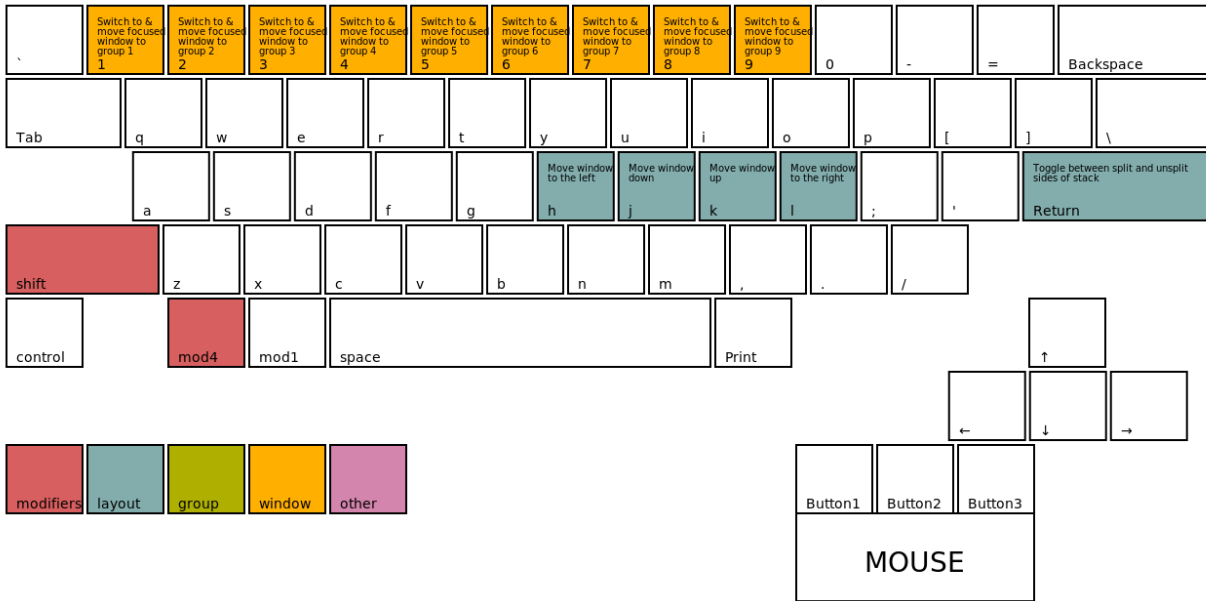 Switch to &
move focused
window to
group 1
Switch to &
move focused
window to
group 2
Switch to &
move focused
window to
group 3
Switch to &
move focused
window to
group 4
Switch to &
move focused
window to
group 5
Switch to &
move focused
window to
group 6
Switch to &
move focused
window to
group 7
Switch to &
move focused
window to
group 8
Switch to &
move focused
window to
group 9
` 1 2 3 4 5 6 7 8 9 0 - = Backspace
Tab q w e r t y u i o p [ ] \
Move window
to the left
Move window
down
Move window
up
Move window
to the right
Toggle between split and unsplit
sides of stack
a s d f g h j k l ; ' Return
shift z x c v b n m , . /
control mod4 mod1 space Print ↑
← ↓ →
modifiers layout group window other Button1 Button2 Button3
MOUSE